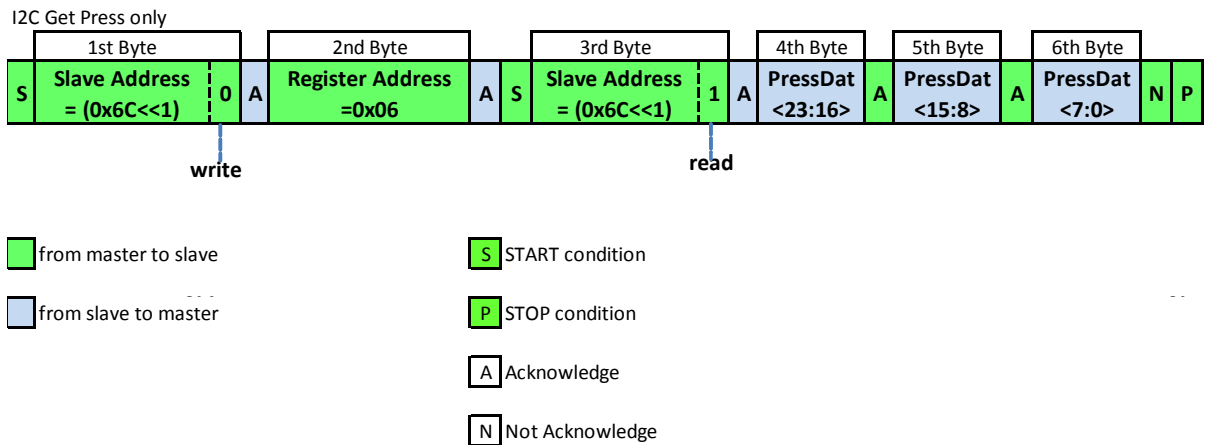 I2C Get Press only
1st Byte 2nd Byte 3rd Byte 4th Byte 5th Byte 6th Byte
S Slave Address = (0x6C<<1) 0 A Register Address =0x06 A S Slave Address = (0x6C<<1) 1 A PressDat <23:16> A PressDat <15:8> A PressDat <7:0> N P
write read
from master to slave S START condition
from slave to master P STOP condition
A Acknowledge
N Not Acknowledge